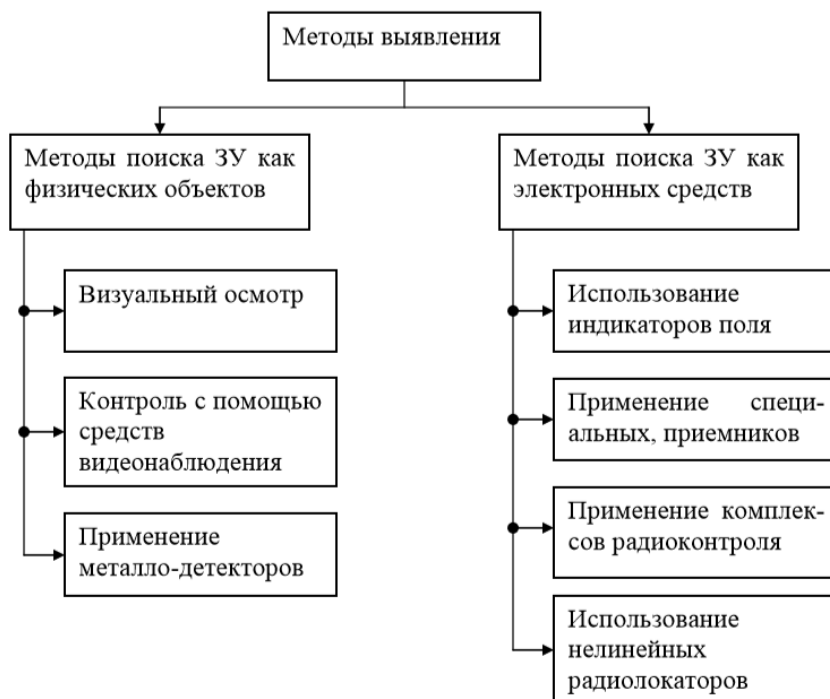 Методы выявления
Методы поиска ЗУ как
физических объектов
Визуальный осмотр
Контроль с помощью
средств
видеонаблюдения
Применение
металло-детекторов
Методы поиска ЗУ как
электронных средств
Использование
индикаторов поля
Применение специ-
альных, приемников
Применение комплек-
сов радиоконтроля
Использование
нелинейных
радиолокаторов